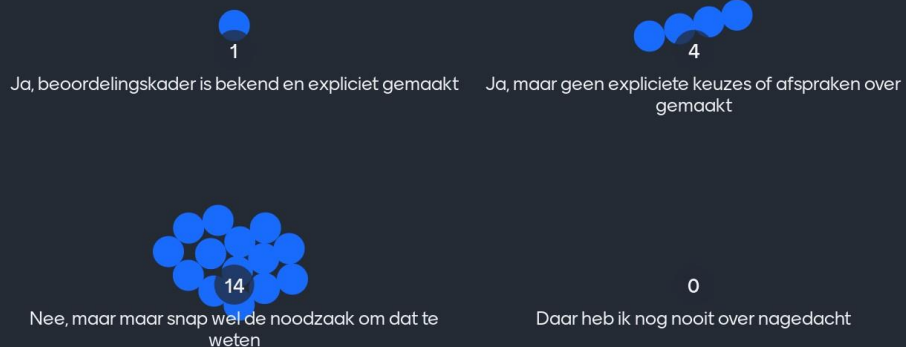 1
Ja, beoordelingskader is bekend en expliciet gemaakt
4
Ja, maar geen expliciete keuzes of afspraken over
gemaakt
14
Nee, maar maar snap wel de noodzaak om dat te
weten
0
Daar heb ik nog nooit over nagedacht